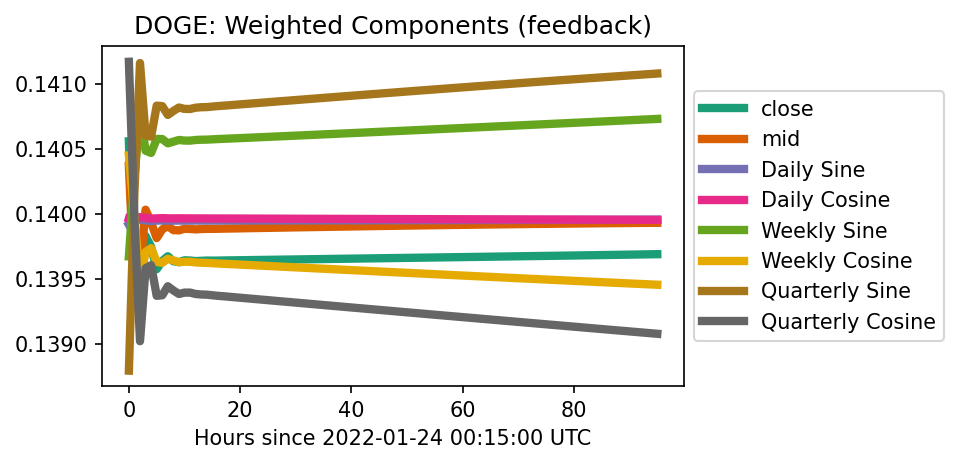 DOGE: Weighted Components (feedback)
0.1410
0.1405
0.1400
0.1395
0.1390
0 20 40 60 80
Hours since 2022-01-24 00:15:00 UTC
close
mid
Daily Sine
Daily Cosine
Weekly Sine
Weekly Cosine
Quarterly Sine
Quarterly Cosine